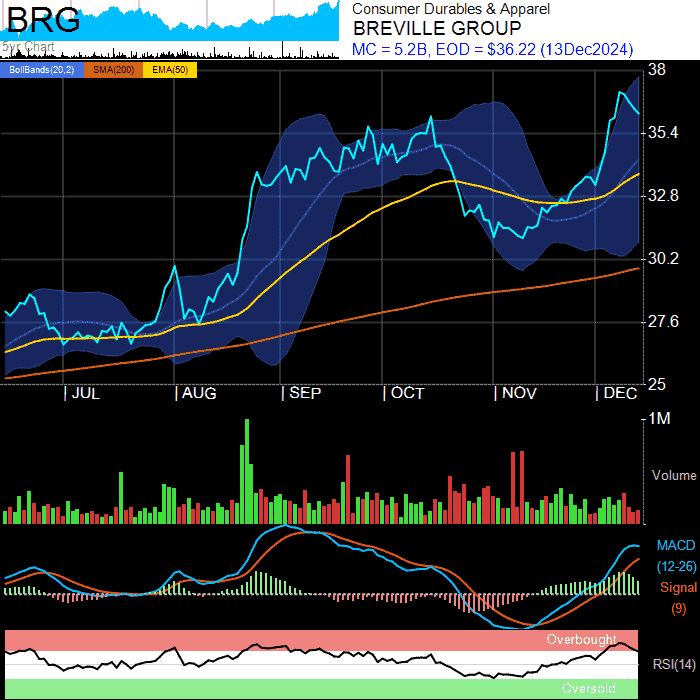 BRG
5yr Chart
Consumer Durables & Apparel
BREVILLE GROUP
MC = 5.2B, EOD = $36.22 (13Dec2024)
BollBands(20,2) SMA(200) EMA(50)
38
35.4
32.8
30.2
27.6
25
JUL AUG SEP OCT NOV DEC
1M
Volume
MACD
(12-26)
Signal
(9)
Overbought
RSI(14)
Oversold